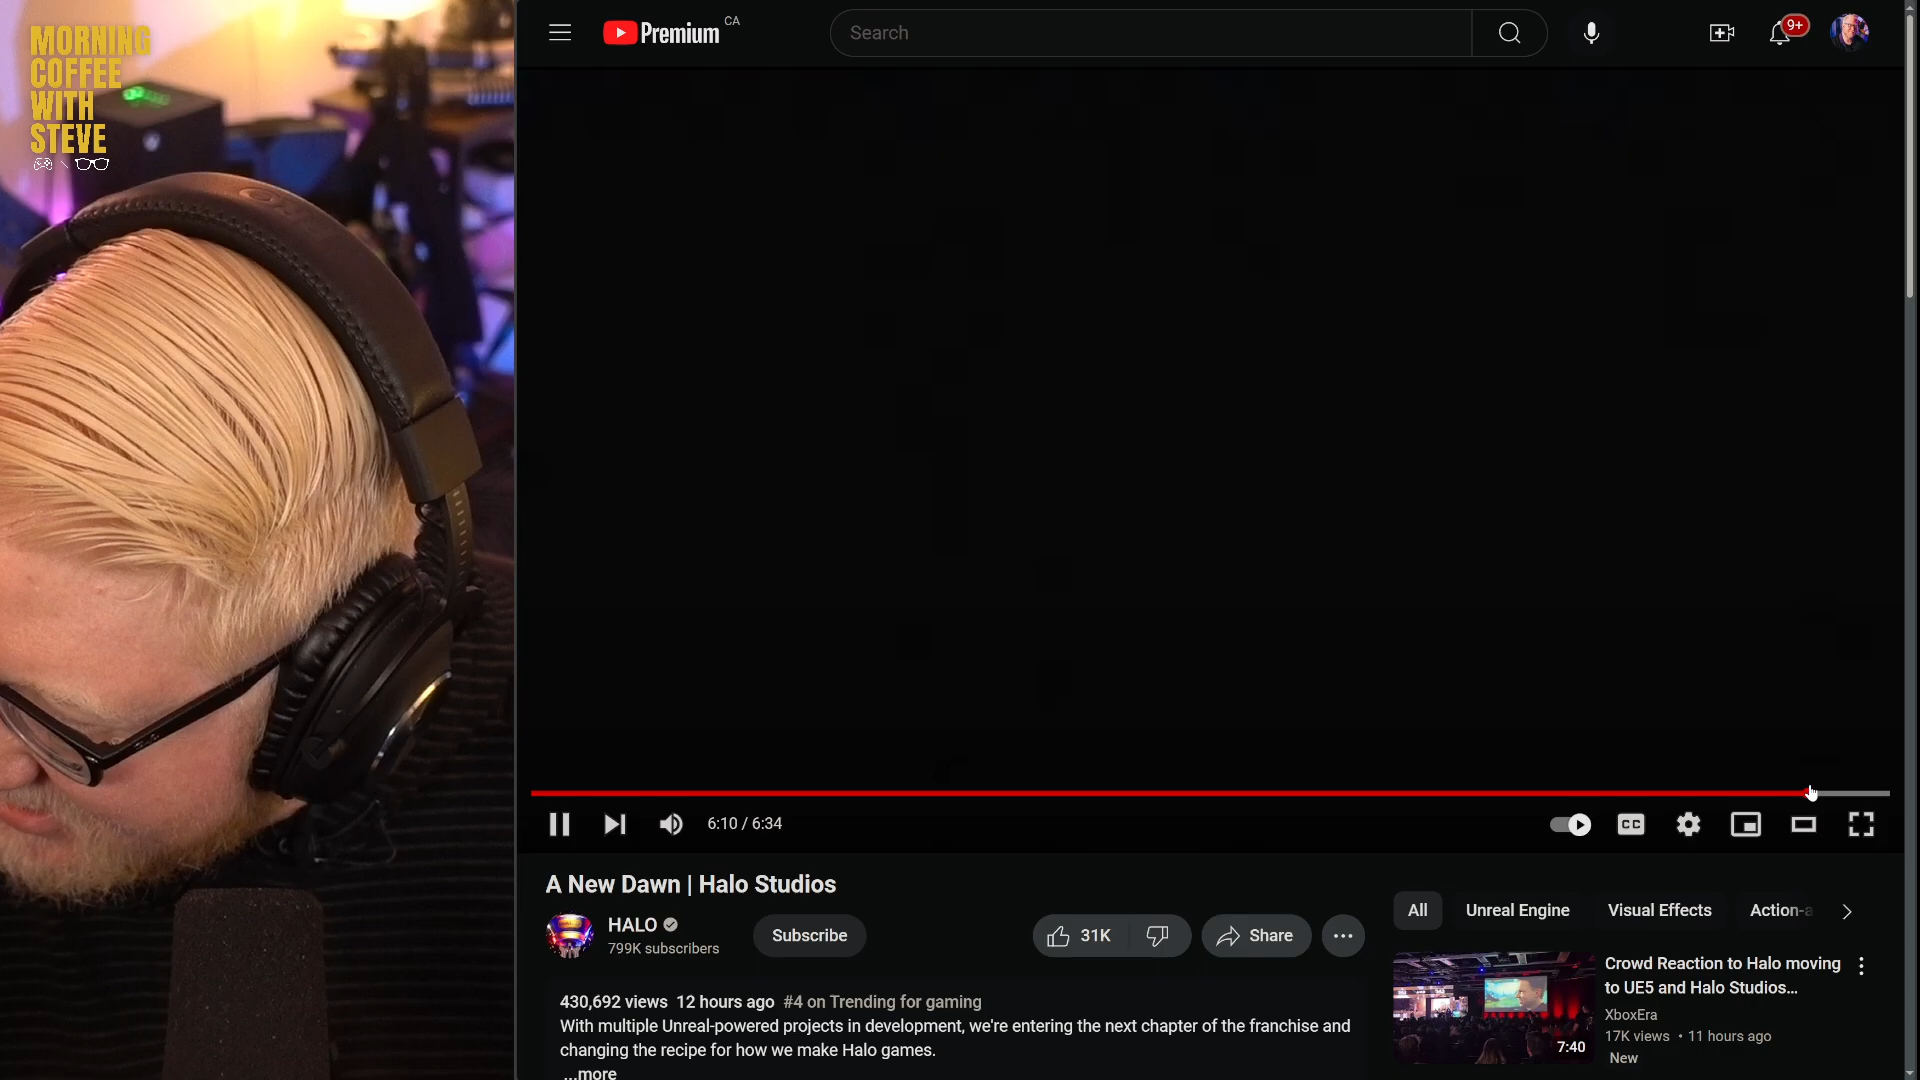 MORNING
COFFEE
WITH
STEVE
Premium CA
Search
9+
6:10 / 6:34
CC
A New Dawn | Halo Studios
HALO
799K subscribers
Subscribe
31K
Share
430,692 views 12 hours ago #4 on Trending for gaming
With multiple Unreal-powered projects in development, we're entering the next chapter of the franchise and
changing the recipe for how we make Halo games.
...more
All
Unreal Engine
Visual Effects
Action-a
Crowd Reaction to Halo moving
to UE5 and Halo Studios...
XboxEra
17K views • 11 hours ago
New
7:40